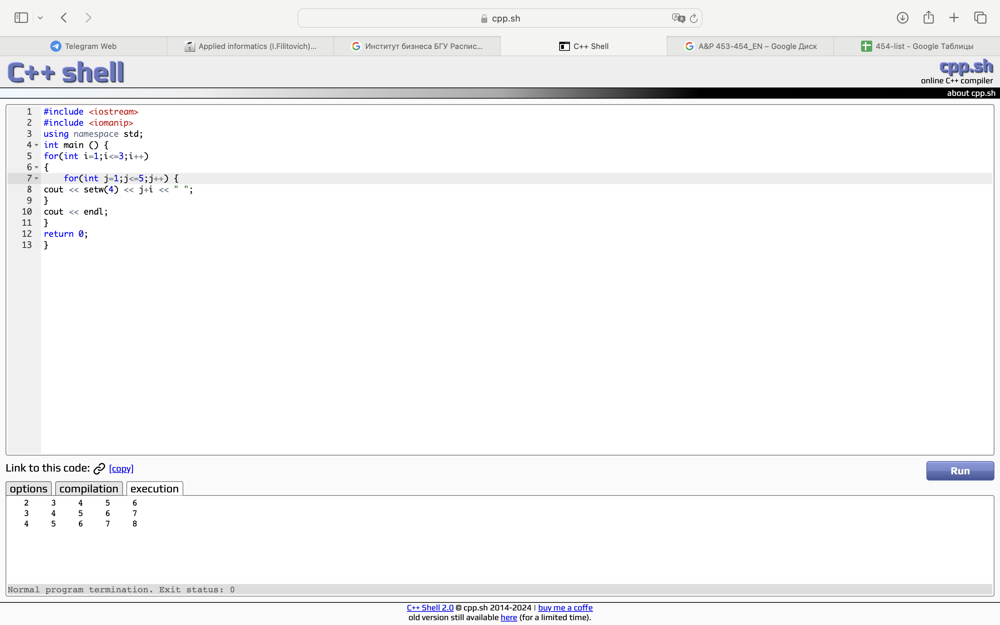 cpp.sh
Telegram Web
Applied informatics (I.Filitovich)...
Институт бизнеса БГУ Распис...
C++ Shell
A&P 453-454_EN – Google Диск
454-list - Google Таблицы
C++ shell
cpp.sh
online C++ compiler
about cpp.sh
1 #include <iostream>
2 #include <iomanip>
3 using namespace std;
4 int main () {
5 for(int i=1;i<=3;i++)
6 {
7     for(int j=1;j<=5;j++) {
8 cout << setw(4) << j+i << " ";
9 }
10 cout << endl;
11 }
12 return 0;
13 }
Link to this code: [copy]
Run
options compilation execution
2 3 4 5 6
3 4 5 6 7
4 5 6 7 8
Normal program termination. Exit status: 0
C++ Shell 2.0 © cpp.sh 2014-2024 | buy me a coffe
old version still available here (for a limited time).